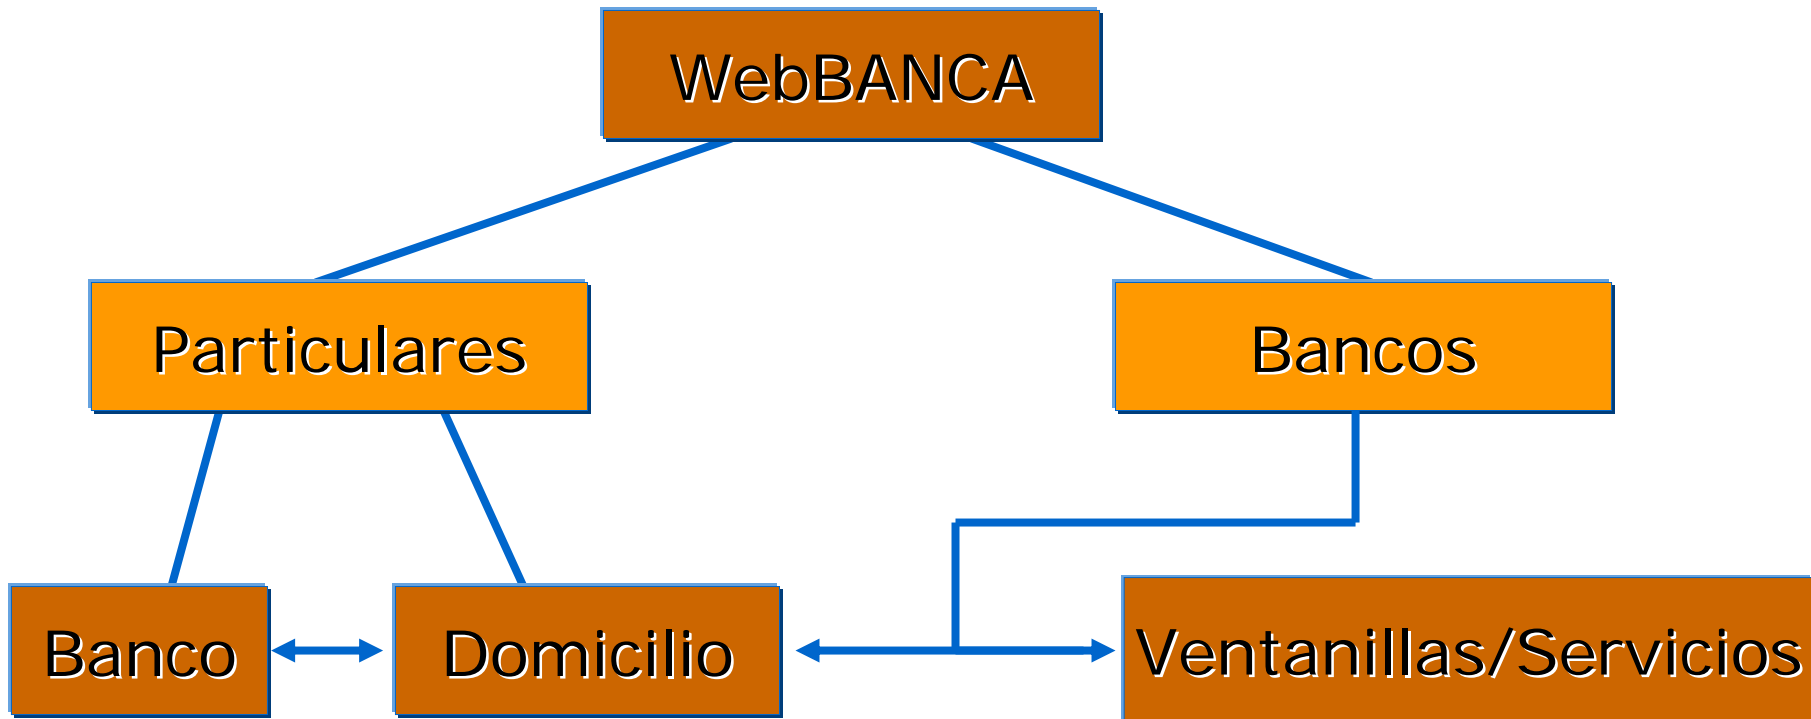 WebBANCA
Particulares
Bancos
Banco
Domicilio
Ventanillas/Servicios